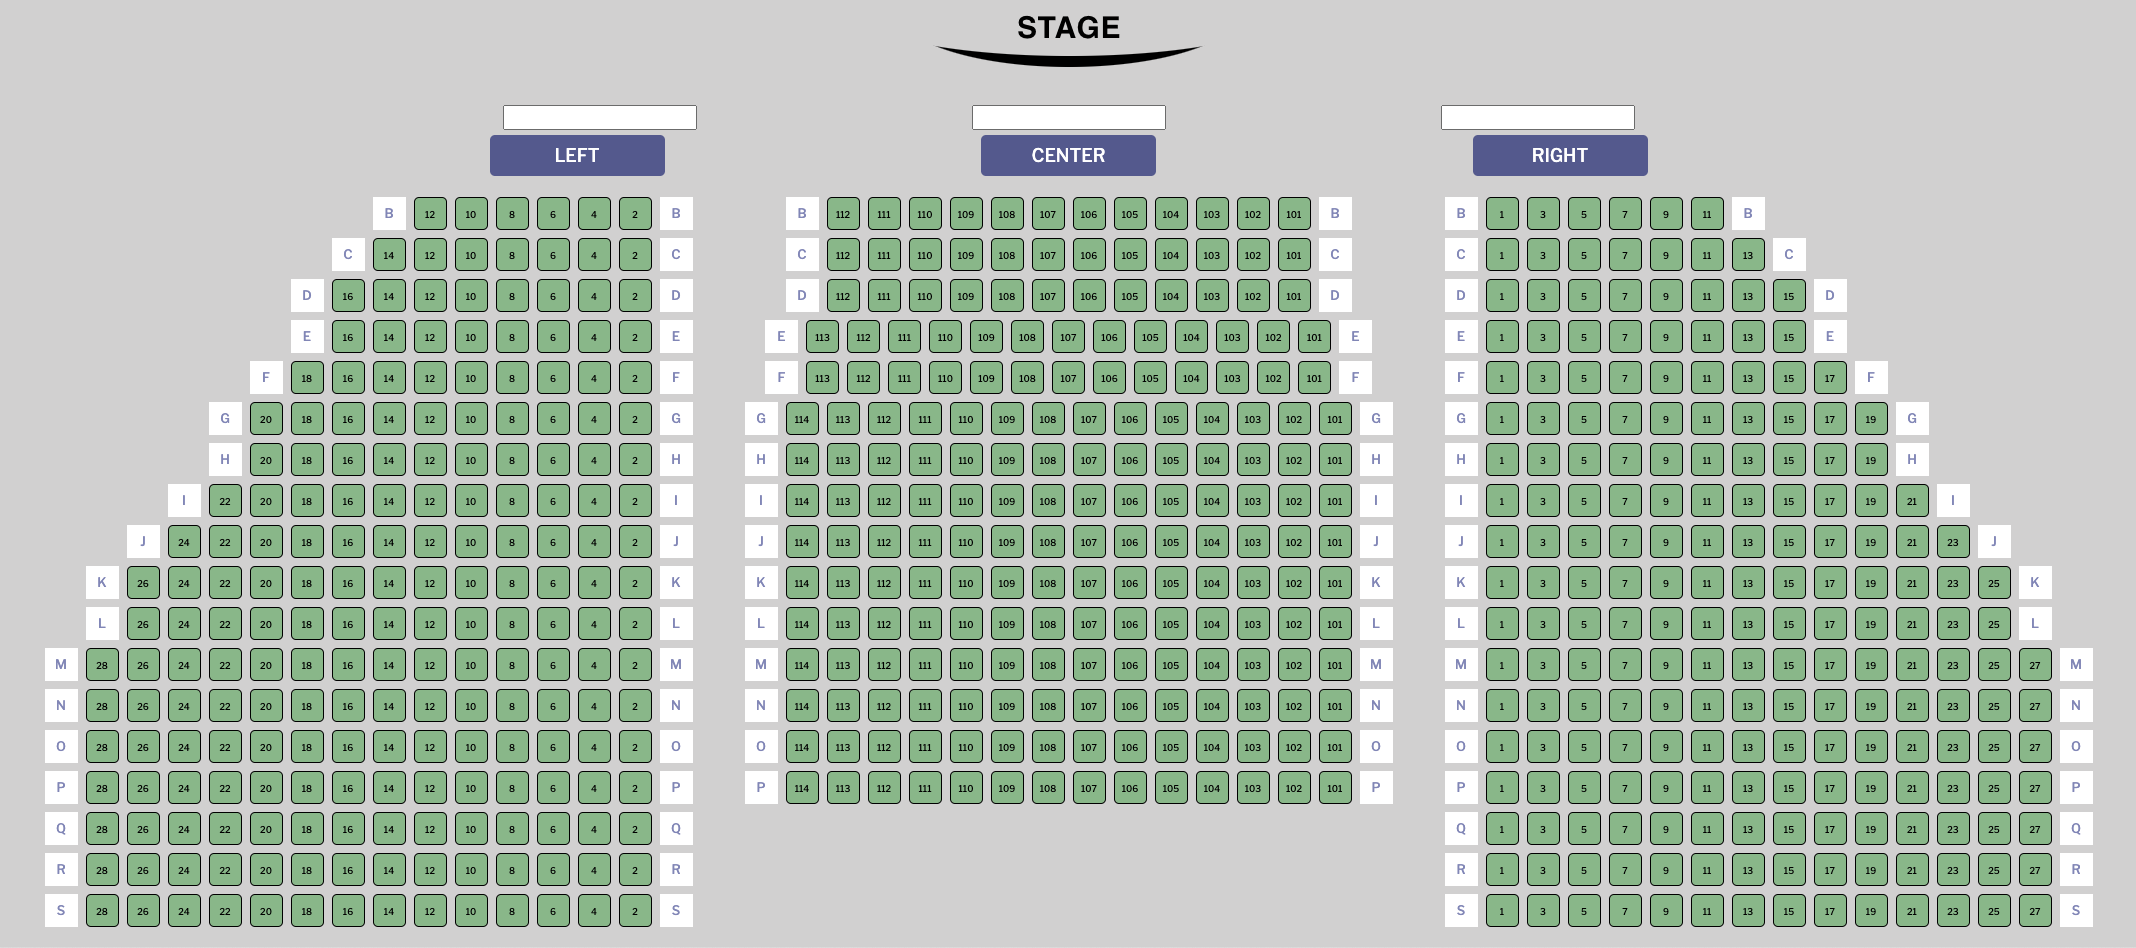 STAGE
LEFT CENTER RIGHT
B 12 10 8 6 4 2 B B 112 111 110 109 108 107 106 105 104 103 102 101 B B 1 3 5 7 9 11 B
C 14 12 10 8 6 4 2 C C 112 111 110 109 108 107 106 105 104 103 102 101 C C 1 3 5 7 9 11 13 C
D 16 14 12 10 8 6 4 2 D D 112 111 110 109 108 107 106 105 104 103 102 101 D D 1 3 5 7 9 11 13 15 D
E 16 14 12 10 8 6 4 2 E E 113 112 111 110 109 108 107 106 105 104 103 102 101 E E 1 3 5 7 9 11 13 15 E
F 18 16 14 12 10 8 6 4 2 F F 113 112 111 110 109 108 107 106 105 104 103 102 101 F F 1 3 5 7 9 11 13 15 17 F
G 20 18 16 14 12 10 8 6 4 2 G G 114 113 112 111 110 109 108 107 106 105 104 103 102 101 G G 1 3 5 7 9 11 13 15 17 19 G
H 20 18 16 14 12 10 8 6 4 2 H H 114 113 112 111 110 109 108 107 106 105 104 103 102 101 H H 1 3 5 7 9 11 13 15 17 19 H
I 22 20 18 16 14 12 10 8 6 4 2 I I 114 113 112 111 110 109 108 107 106 105 104 103 102 101 I I 1 3 5 7 9 11 13 15 17 19 21 I
J 24 22 20 18 16 14 12 10 8 6 4 2 J J 114 113 112 111 110 109 108 107 106 105 104 103 102 101 J J 1 3 5 7 9 11 13 15 17 19 21 23 J
K 26 24 22 20 18 16 14 12 10 8 6 4 2 K K 114 113 112 111 110 109 108 107 106 105 104 103 102 101 K K 1 3 5 7 9 11 13 15 17 19 21 23 25 K
L 26 24 22 20 18 16 14 12 10 8 6 4 2 L L 114 113 112 111 110 109 108 107 106 105 104 103 102 101 L L 1 3 5 7 9 11 13 15 17 19 21 23 25 L
M 28 26 24 22 20 18 16 14 12 10 8 6 4 2 M M 114 113 112 111 110 109 108 107 106 105 104 103 102 101 M M 1 3 5 7 9 11 13 15 17 19 21 23 25 27 M
N 28 26 24 22 20 18 16 14 12 10 8 6 4 2 N N 114 113 112 111 110 109 108 107 106 105 104 103 102 101 N N 1 3 5 7 9 11 13 15 17 19 21 23 25 27 N
O 28 26 24 22 20 18 16 14 12 10 8 6 4 2 O O 114 113 112 111 110 109 108 107 106 105 104 103 102 101 O O 1 3 5 7 9 11 13 15 17 19 21 23 25 27 O
P 28 26 24 22 20 18 16 14 12 10 8 6 4 2 P P 114 113 112 111 110 109 108 107 106 105 104 103 102 101 P P 1 3 5 7 9 11 13 15 17 19 21 23 25 27 P
Q 28 26 24 22 20 18 16 14 12 10 8 6 4 2 Q Q 1 3 5 7 9 11 13 15 17 19 21 23 25 27 Q
R 28 26 24 22 20 18 16 14 12 10 8 6 4 2 R R 1 3 5 7 9 11 13 15 17 19 21 23 25 27 R
S 28 26 24 22 20 18 16 14 12 10 8 6 4 2 S S 1 3 5 7 9 11 13 15 17 19 21 23 25 27 S